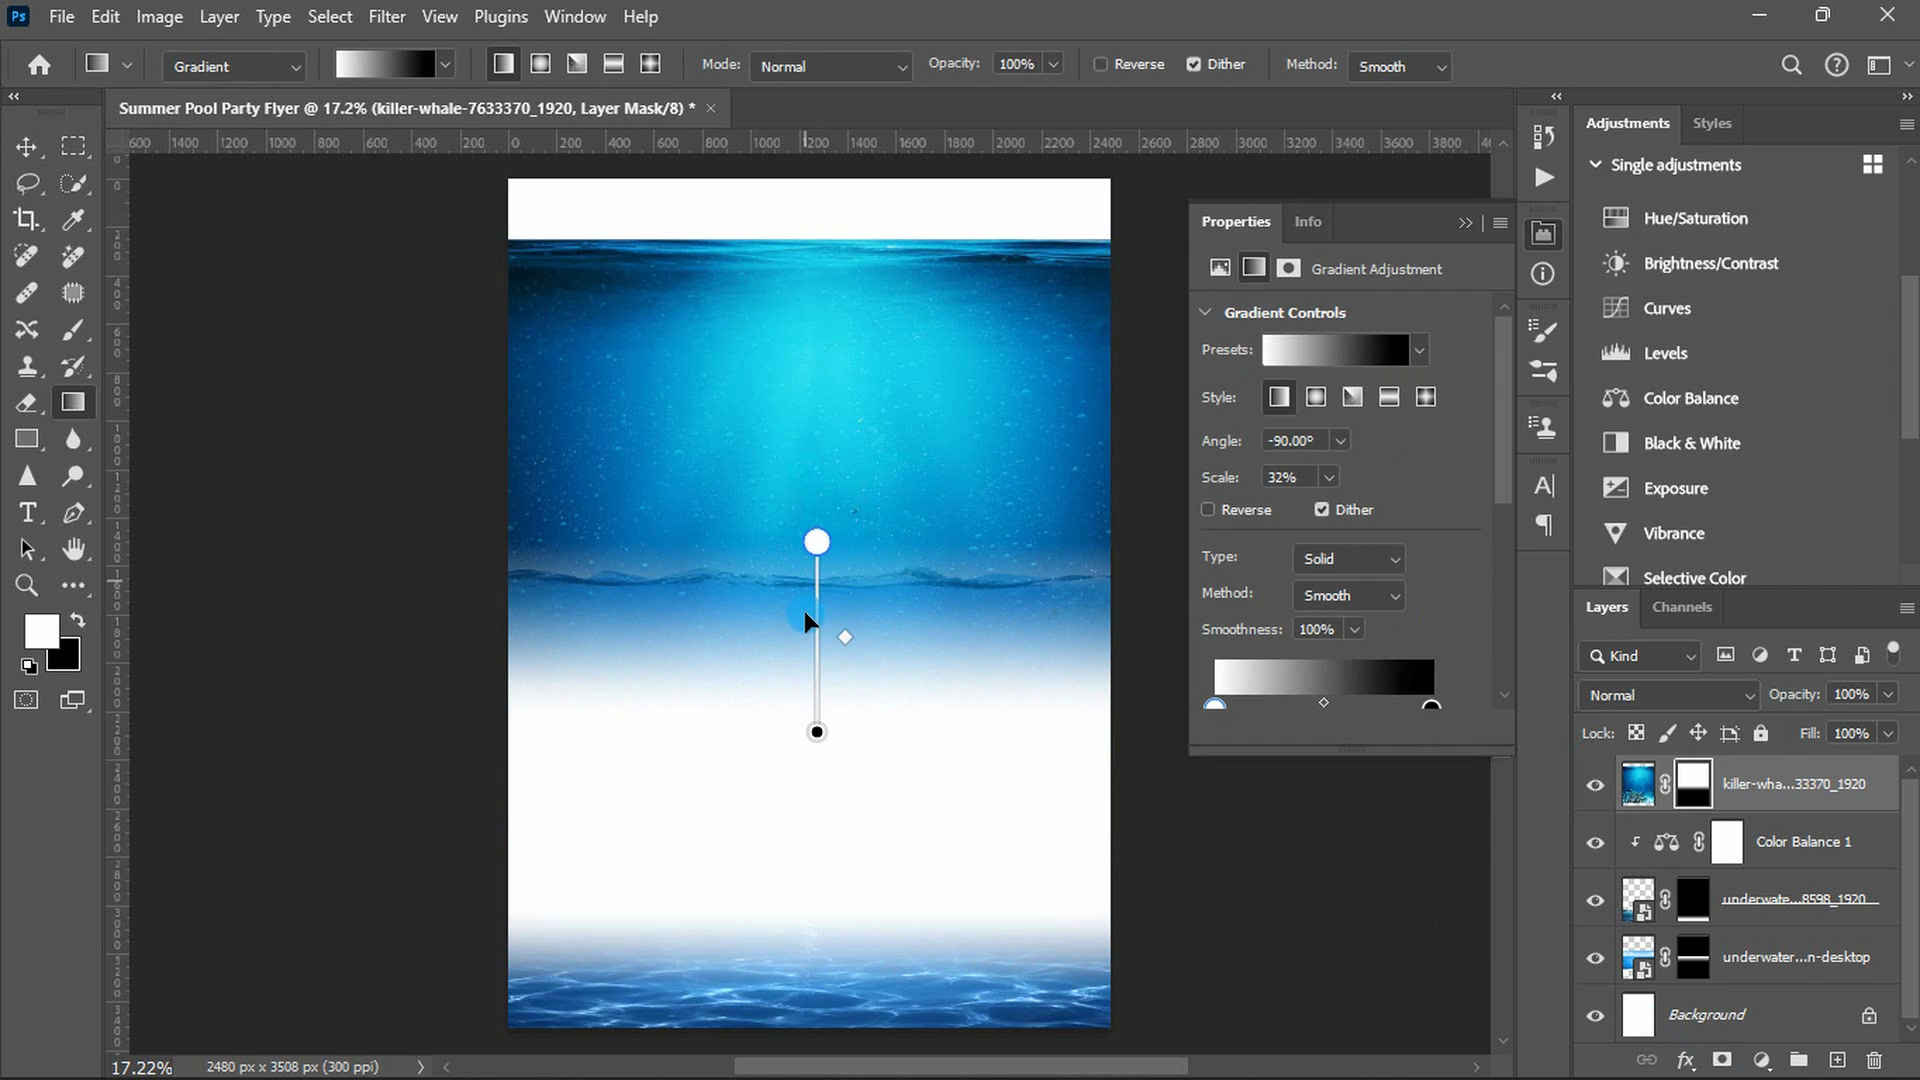 Ps File Edit Image Layer Type Select Filter View Plugins Window Help
Gradient Mode: Normal Opacity: 100% Reverse Dither Method: Smooth
Summer Pool Party Flyer @ 17.2% (killer-whale-7633370_1920, Layer Mask/8) *
600 1400 1200 1000 800 600 400 200 0 200 400 600 800 1000 1200 1400 1600 1800 2000 2200 2400 2600 2800 3000 3200 3400 3600 3800
Properties Info
Gradient Adjustment
Gradient Controls
Presets:
Style:
Angle: -90.00°
Scale: 32%
Reverse Dither
Type: Solid
Method: Smooth
Smoothness: 100%
Adjustments Styles
Single adjustments
Hue/Saturation
Brightness/Contrast
Curves
Levels
Color Balance
Black & White
Exposure
Vibrance
Selective Color
Layers Channels
Kind
Normal Opacity: 100%
Lock: Fill: 100%
killer-wha...33370_1920
Color Balance 1
underwate...8598_1920
underwater...n-desktop
Background
17.22% 2480 px x 3508 px (300 ppi)